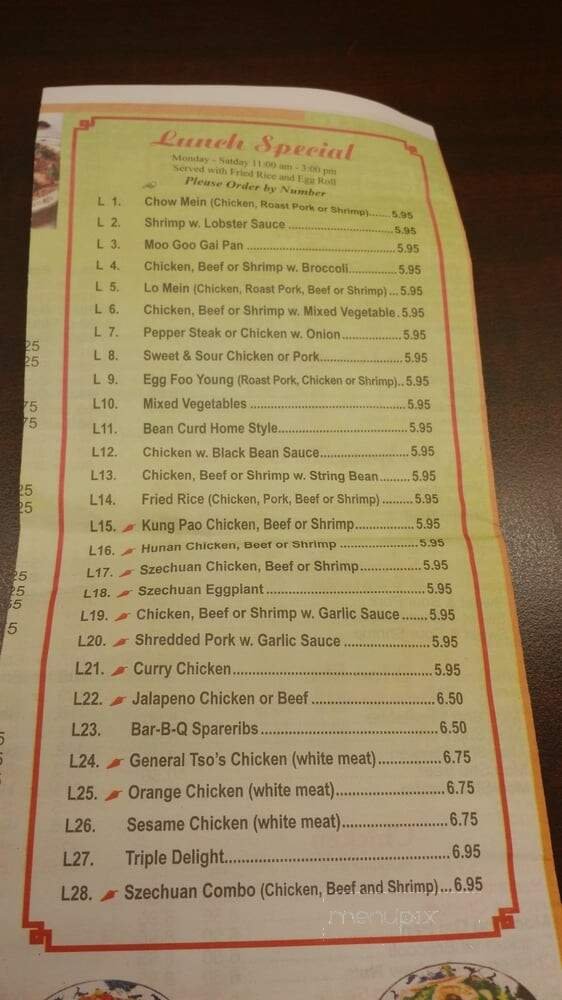 Lunch Special
Monday - Satday 11:00 am - 3:00 pm
Served with Fried Rice and Egg Roll
Please Order by Number
L 1. Chow Mein (Chicken, Roast Pork or Shrimp)....... 5.95
L 2. Shrimp w. Lobster Sauce ................................ 5.95
L 3. Moo Goo Gai Pan ............................................. 5.95
L 4. Chicken, Beef or Shrimp w. Broccoli............... 5.95
L 5. Lo Mein (Chicken, Roast Pork, Beef or Shrimp) ... 5.95
L 6. Chicken, Beef or Shrimp w. Mixed Vegetable. 5.95
L 7. Pepper Steak or Chicken w. Onion.................. 5.95
L 8. Sweet & Sour Chicken or Pork........................ 5.95
L 9. Egg Foo Young (Roast Pork, Chicken or Shrimp).. 5.95
L10. Mixed Vegetables ............................................... 5.95
L11. Bean Curd Home Style....................................... 5.95
L12. Chicken w. Black Bean Sauce.......................... 5.95
L13. Chicken, Beef or Shrimp w. String Bean......... 5.95
L14. Fried Rice (Chicken, Pork, Beef or Shrimp) ......... 5.95
L15. Kung Pao Chicken, Beef or Shrimp................. 5.95
L16. Hunan Chicken, Beef or Shrimp ..................... 5.95
L17. Szechuan Chicken, Beef or Shrimp................. 5.95
L18. Szechuan Eggplant ............................................. 5.95
L19. Chicken, Beef or Shrimp w. Garlic Sauce ....... 5.95
L20. Shredded Pork w. Garlic Sauce ....................... 5.95
L21. Curry Chicken..................................................... 5.95
L22. Jalapeno Chicken or Beef ................................ 6.50
L23. Bar-B-Q Spareribs .............................................. 6.50
L24. General Tso's Chicken (white meat)................ 6.75
L25. Orange Chicken (white meat)........................... 6.75
L26. Sesame Chicken (white meat).......................... 6.75
L27. Triple Delight....................................................... 6.95
L28. Szechuan Combo (Chicken, Beef and Shrimp)... 6.95
menupix